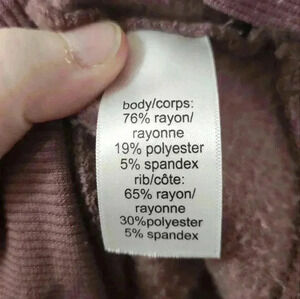 body/corps:
76% rayon/
rayonne
19% polyester
5% spandex
rib/côte:
65% rayon/
rayonne
30%polyester
5% spandex